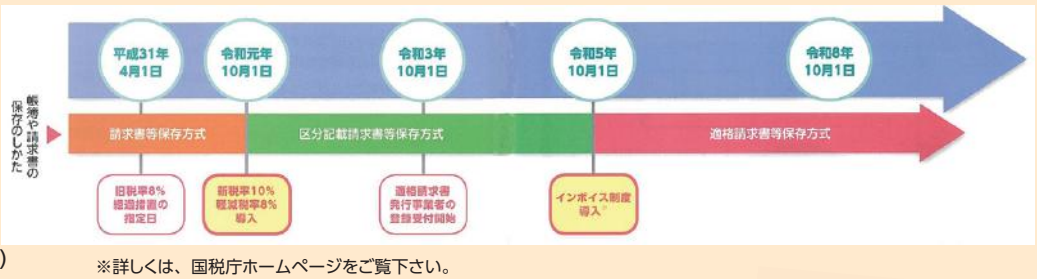 平成31年
4月1日
令和元年
10月1日
令和3年
10月1日
令和5年
10月1日
令和8年
10月1日
帳簿や請求書の
保存のしかた
請求書等保存方式
区分記載請求書等保存方式
適格請求書等保存方式
旧税率8%
経過措置の
指定日
新税率10%
軽減税率8%
導入
適格請求書
発行事業者の
登録受付開始
インボイス制度
導入※
)
※詳しくは、国税庁ホームページをご覧下さい。